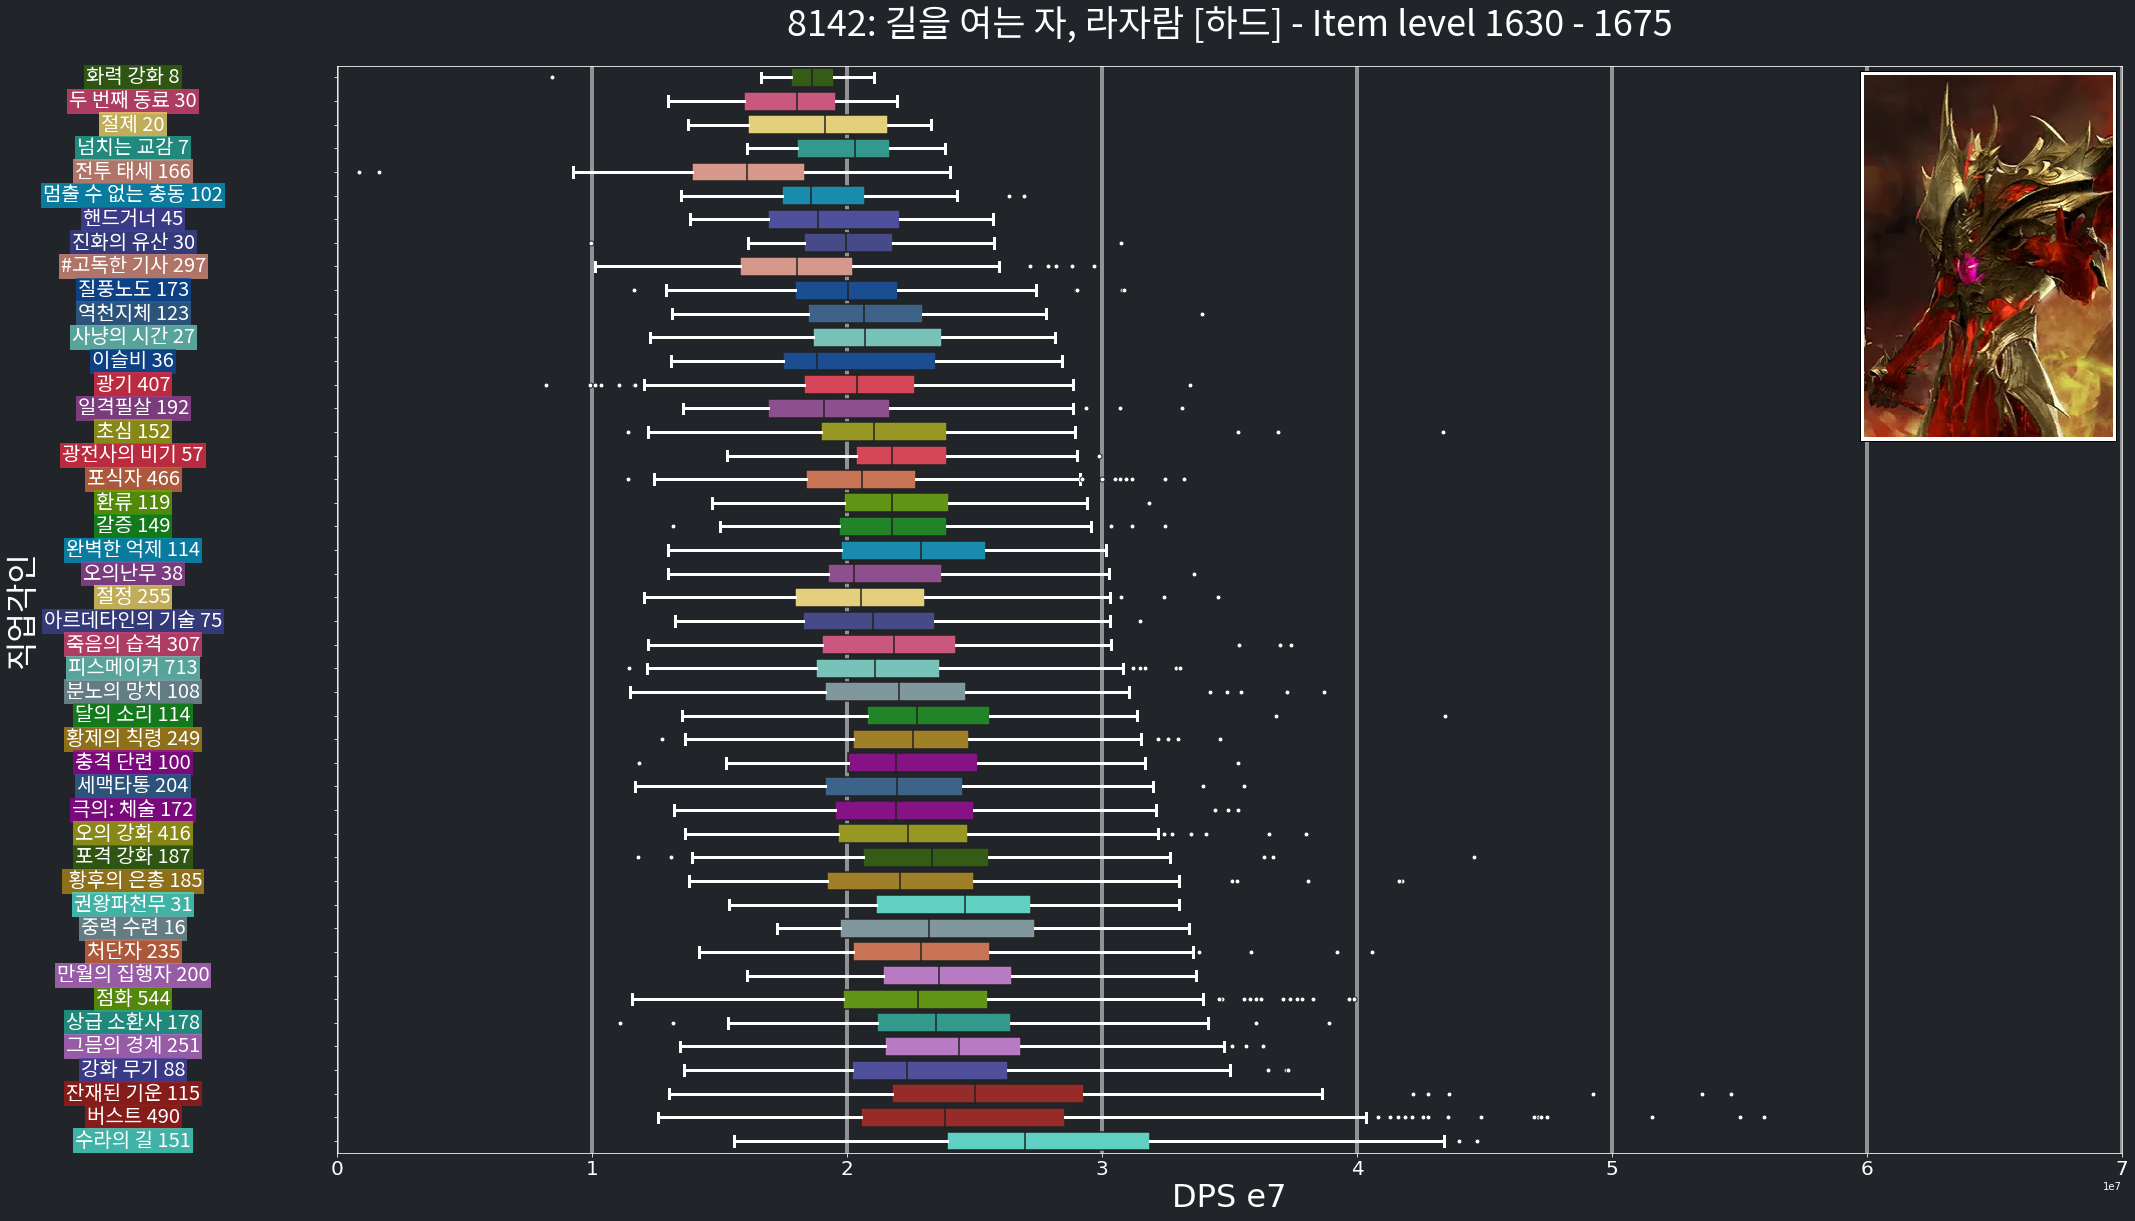 8142: 길을 여는 자, 라자람 [하드] - Item level 1630 - 1675
직업각인
화력 강화 8
두 번째 동료 30
절제 20
넘치는 교감 7
전투 태세 166
멈출 수 없는 충동 102
핸드거너 45
진화의 유산 30
#고독한 기사 297
질풍노도 173
역천지체 123
사냥의 시간 27
이슬비 36
광기 407
일격필살 192
초심 152
광전사의 비기 57
포식자 466
환류 119
갈증 149
완벽한 억제 114
오의난무 38
절정 255
아르데타인의 기술 75
죽음의 습격 307
피스메이커 713
분노의 망치 108
달의 소리 114
황제의 칙령 249
충격 단련 100
세맥타통 204
극의: 체술 172
오의 강화 416
포격 강화 187
황후의 은총 185
권왕파천무 31
중력 수련 16
처단자 235
만월의 집행자 200
점화 544
상급 소환사 178
그믐의 경계 251
강화 무기 88
잔재된 기운 115
버스트 490
수라의 길 151
0 1 2 3 4 5 6 7
DPS e7
1e7